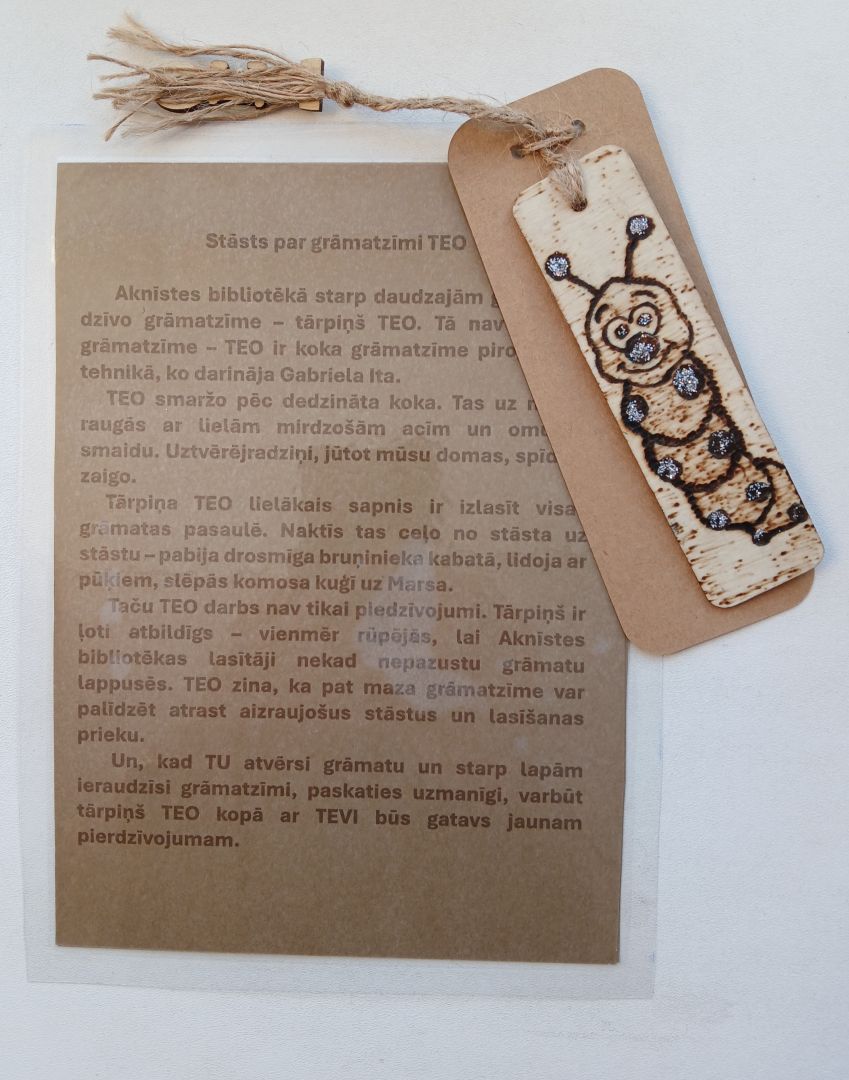 Stāsts par grāmatzīmi TEO
Aknīstes bibliotēkā starp daudzajām
dzīvo grāmatzīme – tārpiņš TEO. Tā nav
grāmatzīme – TEO ir koka grāmatzīme
tehnikā, ko darināja Gabriela Ita.
TEO smaržo pēc dedzināta koka. Tas uz
raugās ar lielām mirdzošām acīm un
smaidu. Uztvērējradziņi, jūtot mūsu domas,
zaigo.
Tārpiņa TEO lielākais sapnis ir izlasīt
grāmatas pasaulē. Naktīs tas ceļo no stāsta uz
stāstu – pabija drosmīga bruņinieka kabatā, lidoja ar
pūķiem, slēpās komosa kuģī uz Marsa.
Taču TEO darbs nav tikai piedzīvojumi. Tārpiņš ir
ļoti atbildīgs – vienmēr rūpējās, lai Aknīstes
bibliotēkas lasītāji nekad nepazustu grāmatu
lappusēs. TEO zina, ka pat maza grāmatzīme var
palīdzēt atrast aizraujošus stāstus un lasīšanas
prieku.
Un, kad TU atvērsi grāmatu un starp lapām
ieraudzīsi grāmatzīmi, paskaties uzmanīgi, varbūt
tārpiņš TEO kopā ar TEVI būs gatavs jaunam
pierdzīvojumam.